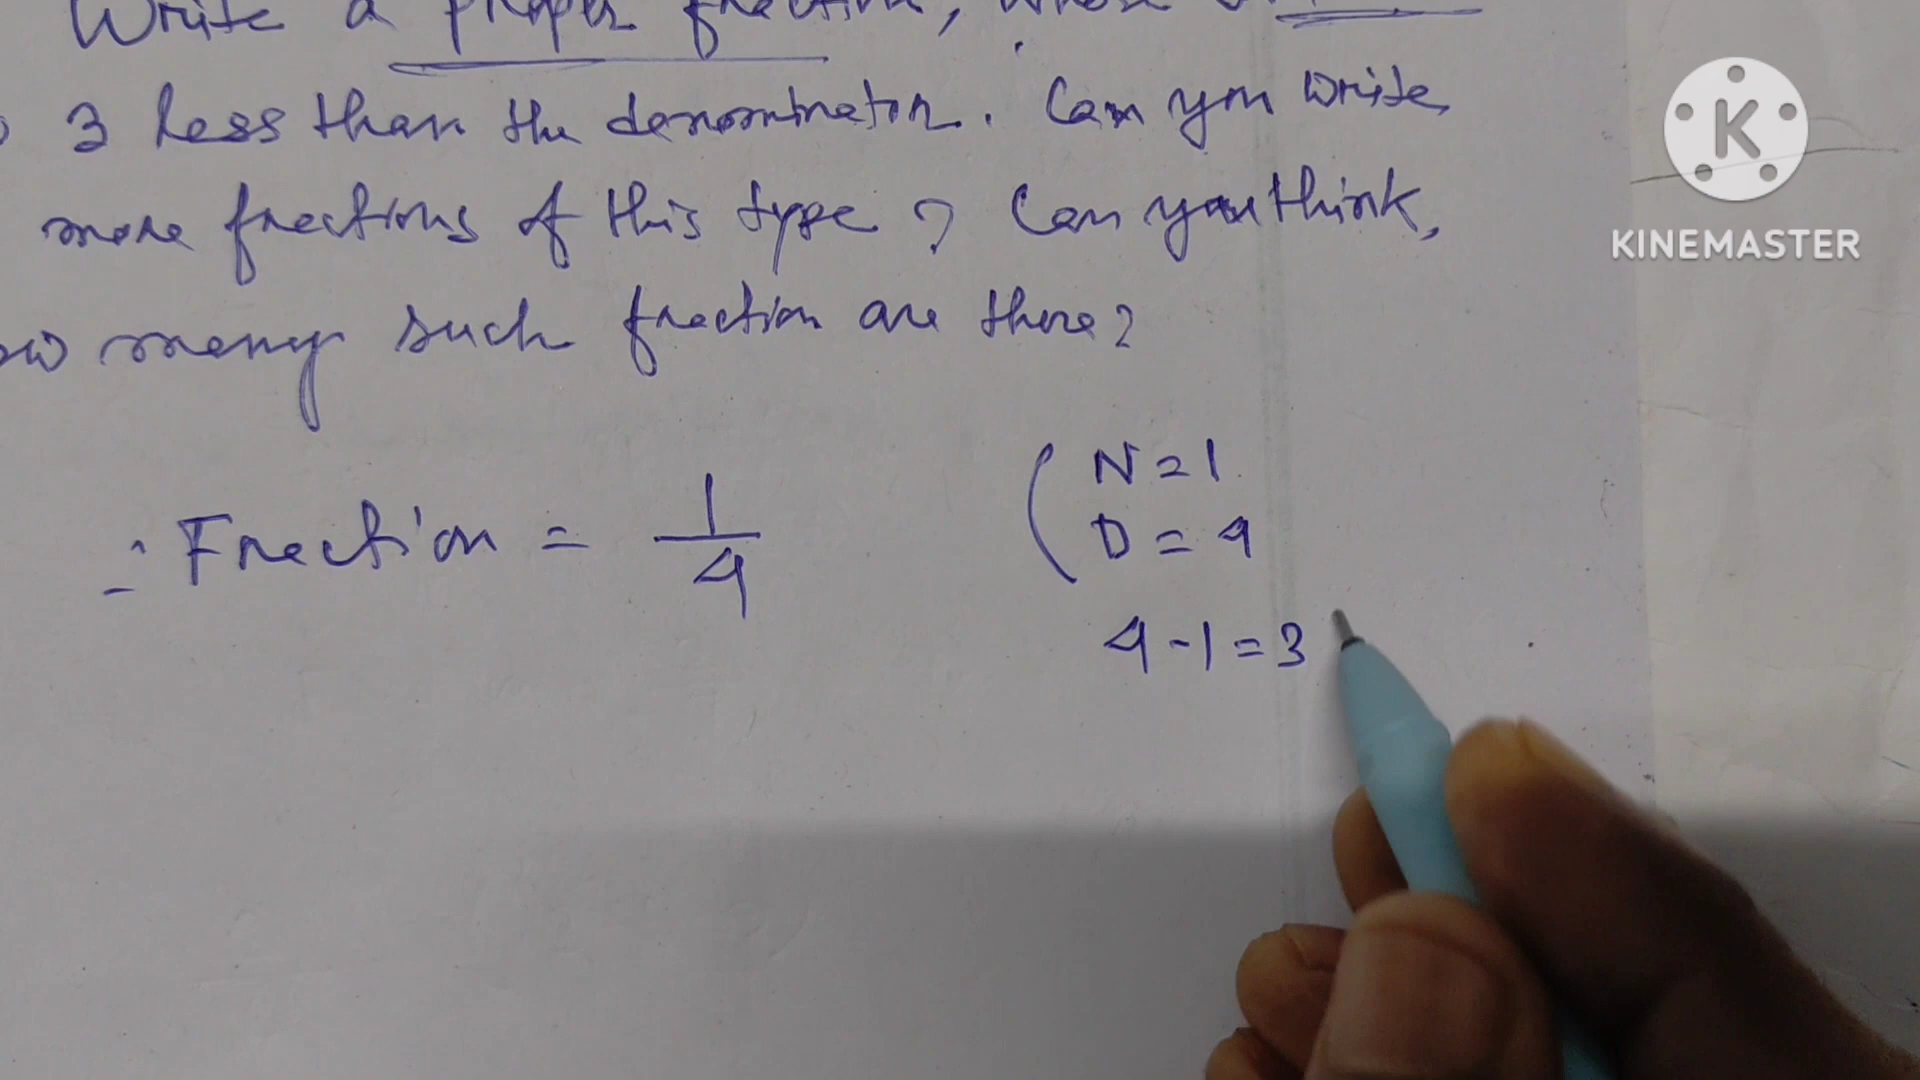 Write a proper fraction, whose
3 less than the denominator. Can you write
more fractions of this type? Can you think,
many such fraction are there?
∴ Fraction = 1/4
N = 1
D = 4
4 - 1 = 3
K
KINEMASTER